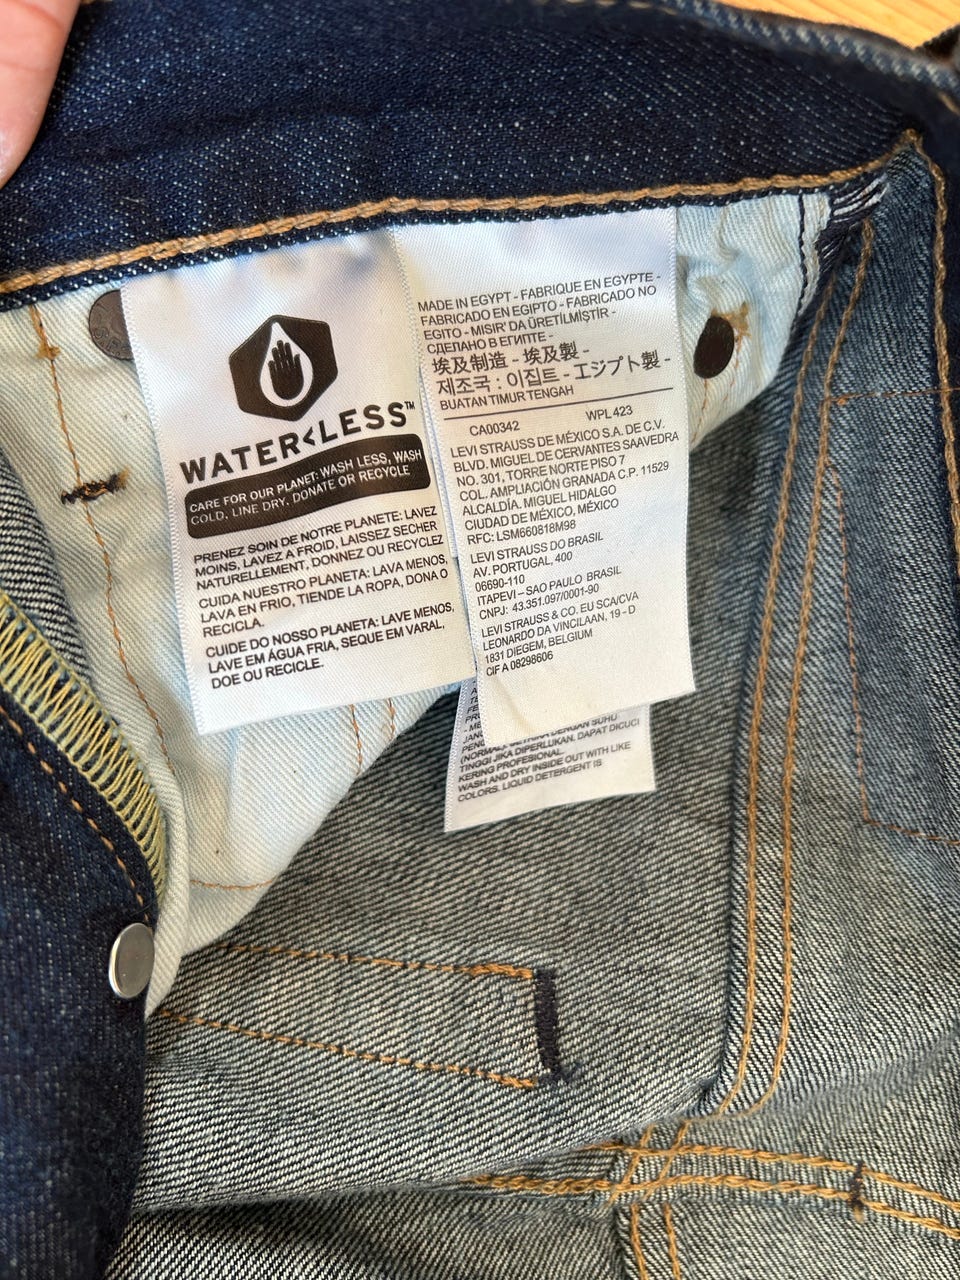 WATER<LESS™
CARE FOR OUR PLANET: WASH LESS, WASH
COLD, LINE DRY, DONATE OR RECYCLE
PRENEZ SOIN DE NOTRE PLANETE: LAVEZ
MOINS, LAVEZ A FROID, LAISSEZ SECHER
NATURELLEMENT, DONNEZ OU RECYCLEZ
CUIDA NUESTRO PLANETA: LAVA MENOS,
LAVA EN FRIO, TIENDE LA ROPA, DONA O
RECICLA.
CUIDE DO NOSSO PLANETA: LAVE MENOS,
LAVE EM ÁGUA FRIA, SEQUE EM VARAL,
DOE OU RECICLE.
MADE IN EGYPT - FABRIQUE EN EGYPTE -
FABRICADO EN EGIPTO - FABRICADO NO
EGITO - MISIR' DA ÜRETİLMİŞTİR -
СДЕЛАНО В ЕГИПТЕ -
埃及制造 - 埃及製 -
제조국 : 이집트 - エジプト製 -
BUATAN TIMUR TENGAH
CA00342 WPL 423
LEVI STRAUSS DE MÉXICO S.A. DE C.V.
BLVD. MIGUEL DE CERVANTES SAAVEDRA
NO. 301, TORRE NORTE PISO 7
COL. AMPLIACIÓN GRANADA C.P. 11529
ALCALDÍA. MIGUEL HIDALGO
CIUDAD DE MÉXICO, MÉXICO
RFC: LSM660818M98
LEVI STRAUSS DO BRASIL
AV. PORTUGAL, 400
06690-110
ITAPEVI – SAO PAULO BRASIL
CNPJ: 43.351.097/0001-90
LEVI STRAUSS & CO. EU SCA/CVA
LEONARDO DA VINCILAAN, 19 - D
1831 DIEGEM, BELGIUM
CIF A 08298606
SETRIKA DENGAN SUHU
(NORMAL).
TINGGI JIKA DIPERLUKAN. DAPAT DICUCI
KERING PROFESIONAL.
WASH AND DRY INSIDE OUT WITH LIKE
COLORS. LIQUID DETERGENT IS